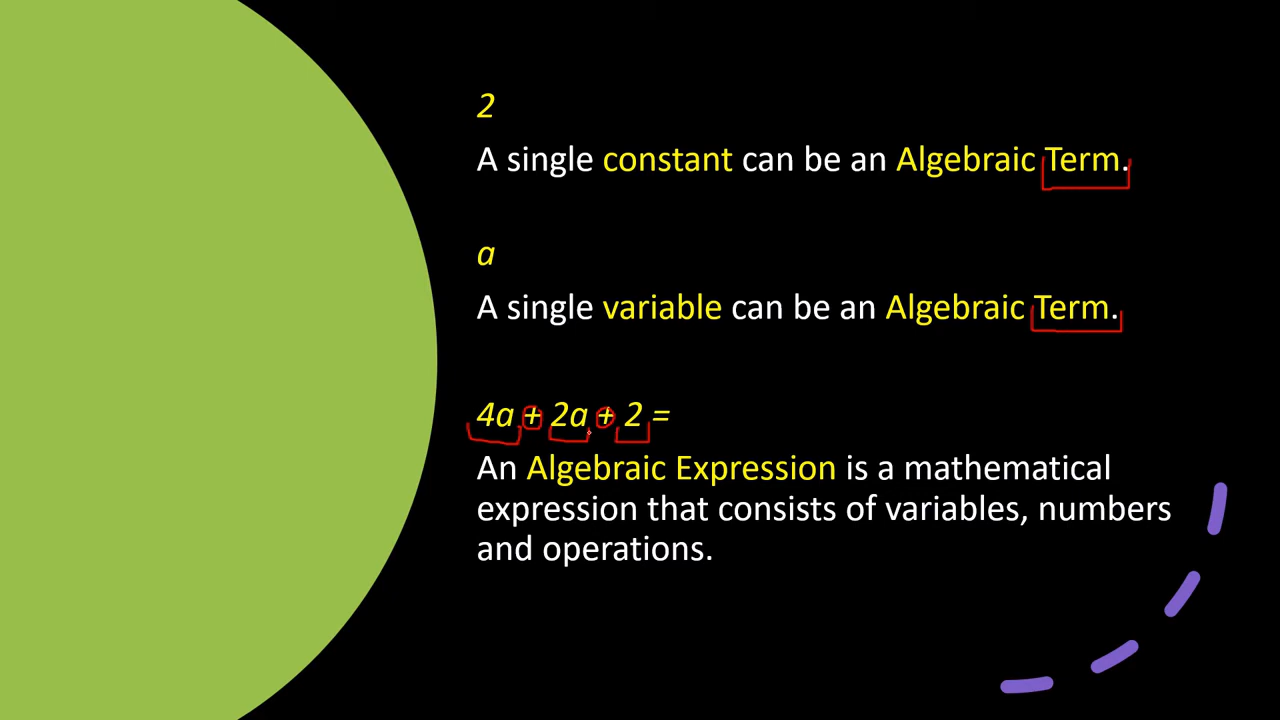 2
A single constant can be an Algebraic Term.
a
A single variable can be an Algebraic Term.
4a + 2a + 2 =
An Algebraic Expression is a mathematical
expression that consists of variables, numbers
and operations.